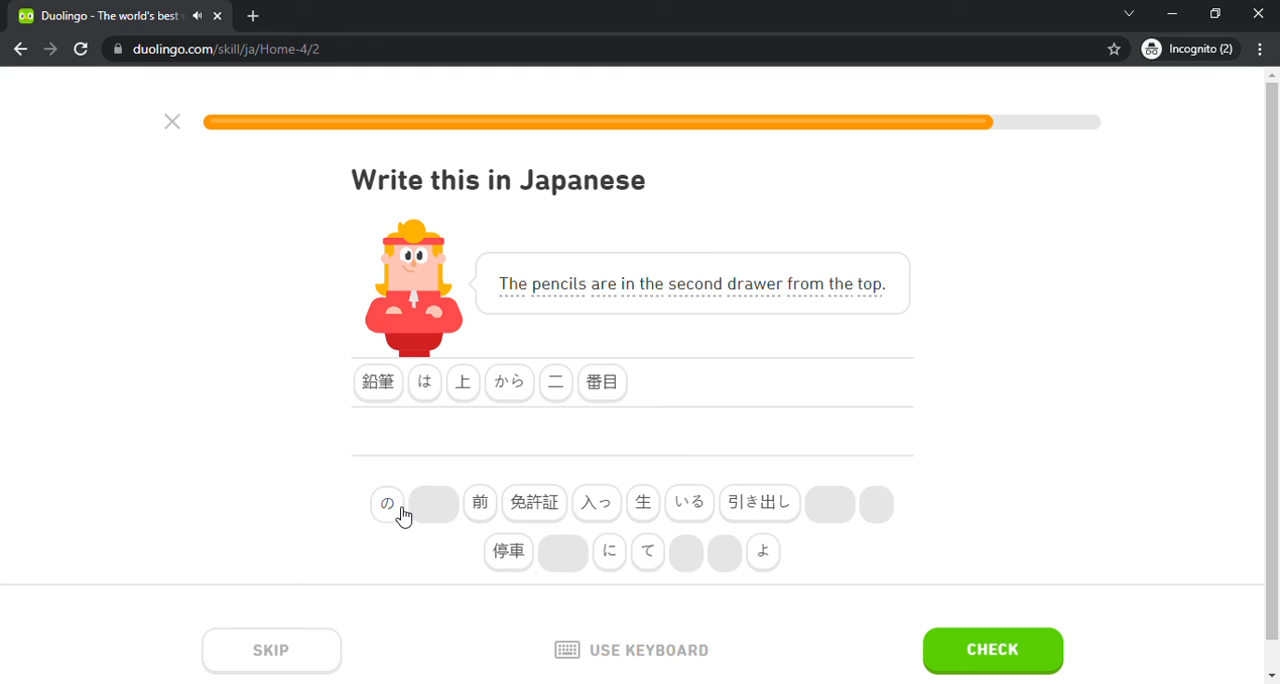 Duolingo - The world's best
duolingo.com/skill/ja/Home-4/2
Incognito (2)
Write this in Japanese
The pencils are in the second drawer from the top.
鉛筆 は 上 から 二 番目
の 前 免許証 入っ 生 いる 引き出し
停車 に て よ
SKIP
USE KEYBOARD
CHECK